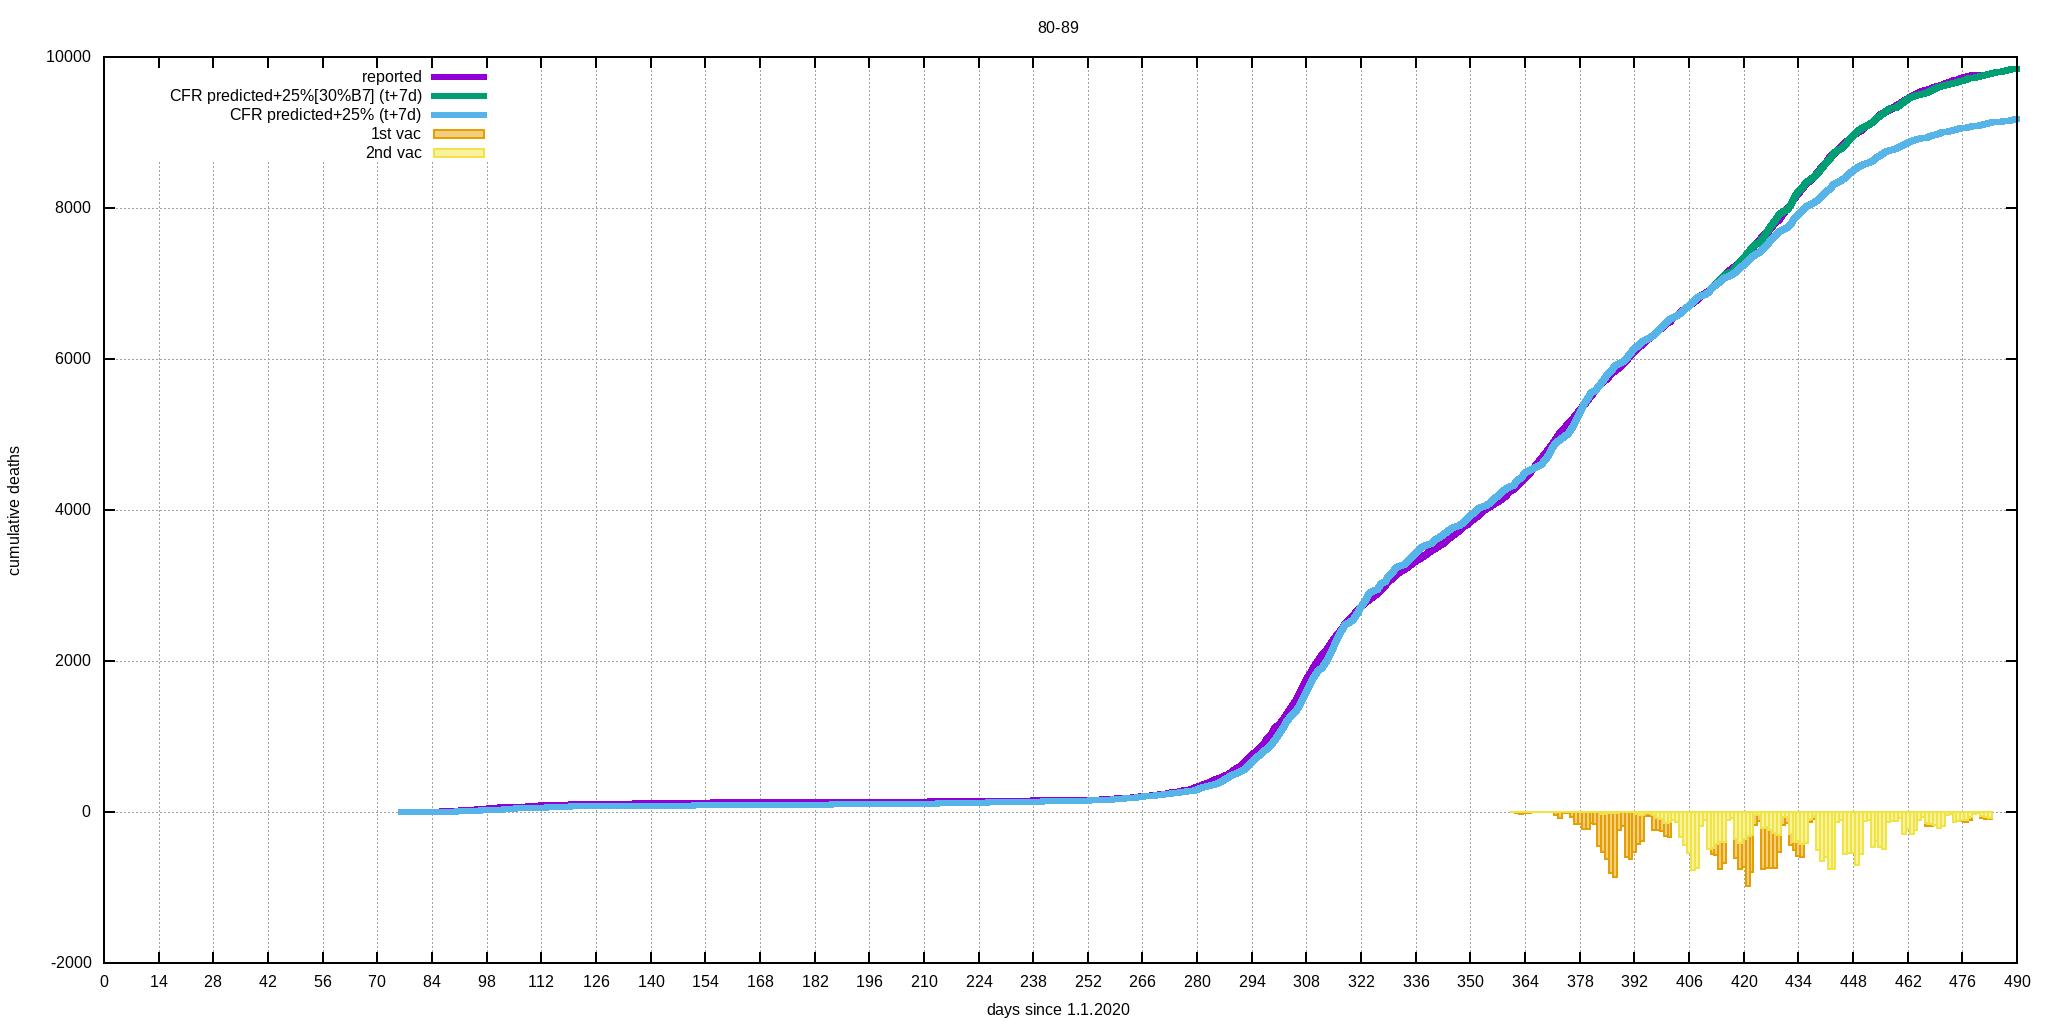 80-89
reported
CFR predicted+25%[30%B7] (t+7d)
CFR predicted+25% (t+7d)
1st vac
2nd vac
10000
8000
6000
4000
2000
0
-2000
cumulative deaths
0 14 28 42 56 70 84 98 112 126 140 154 168 182 196 210 224 238 252 266 280 294 308 322 336 350 364 378 392 406 420 434 448 462 476 490
days since 1.1.2020